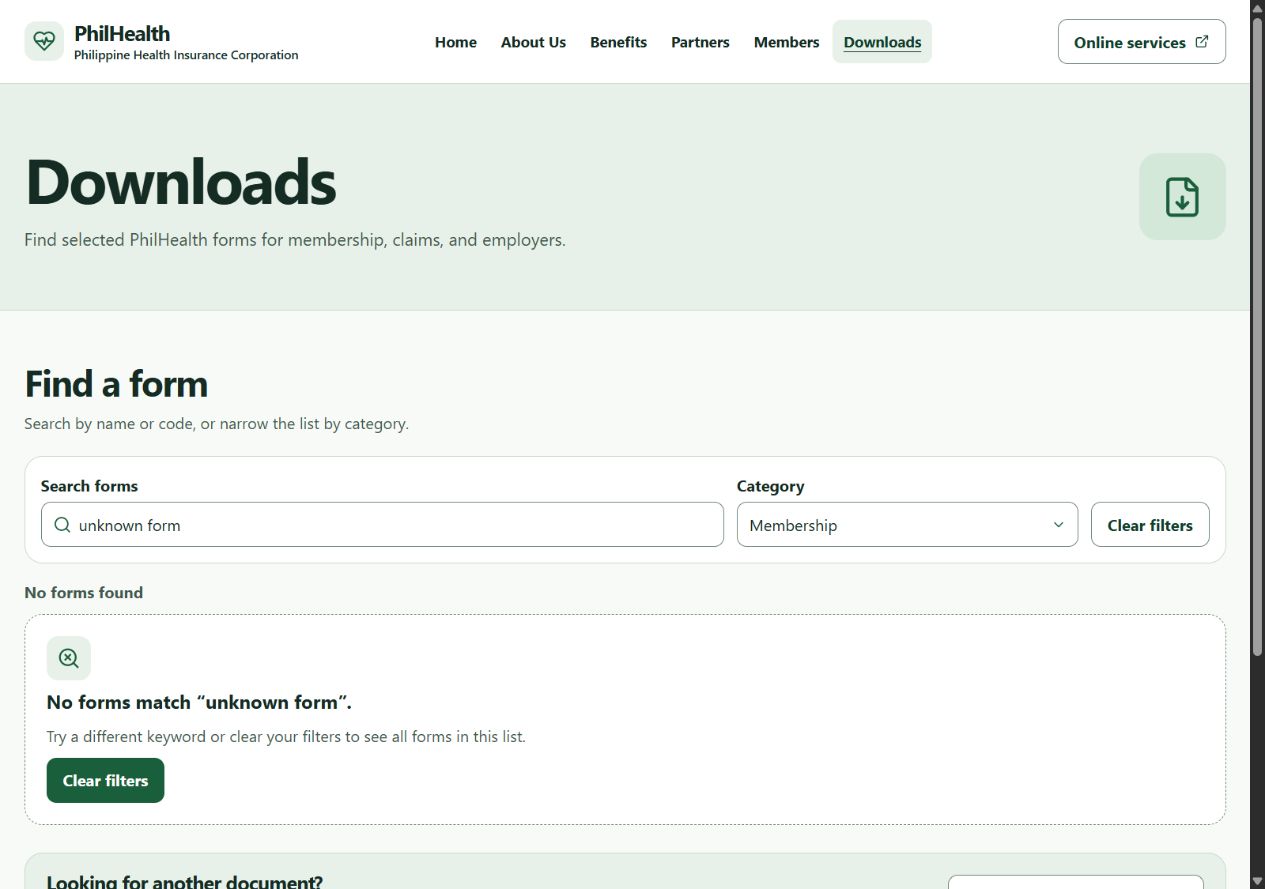 PhilHealth
Philippine Health Insurance Corporation
Home
About Us
Benefits
Partners
Members
Downloads
Online services
Downloads
Find selected PhilHealth forms for membership, claims, and employers.
Find a form
Search by name or code, or narrow the list by category.
Search forms
Category
unknown form
Membership
Clear filters
No forms found
No forms match “unknown form”.
Try a different keyword or clear your filters to see all forms in this list.
Clear filters
Looking for another document?